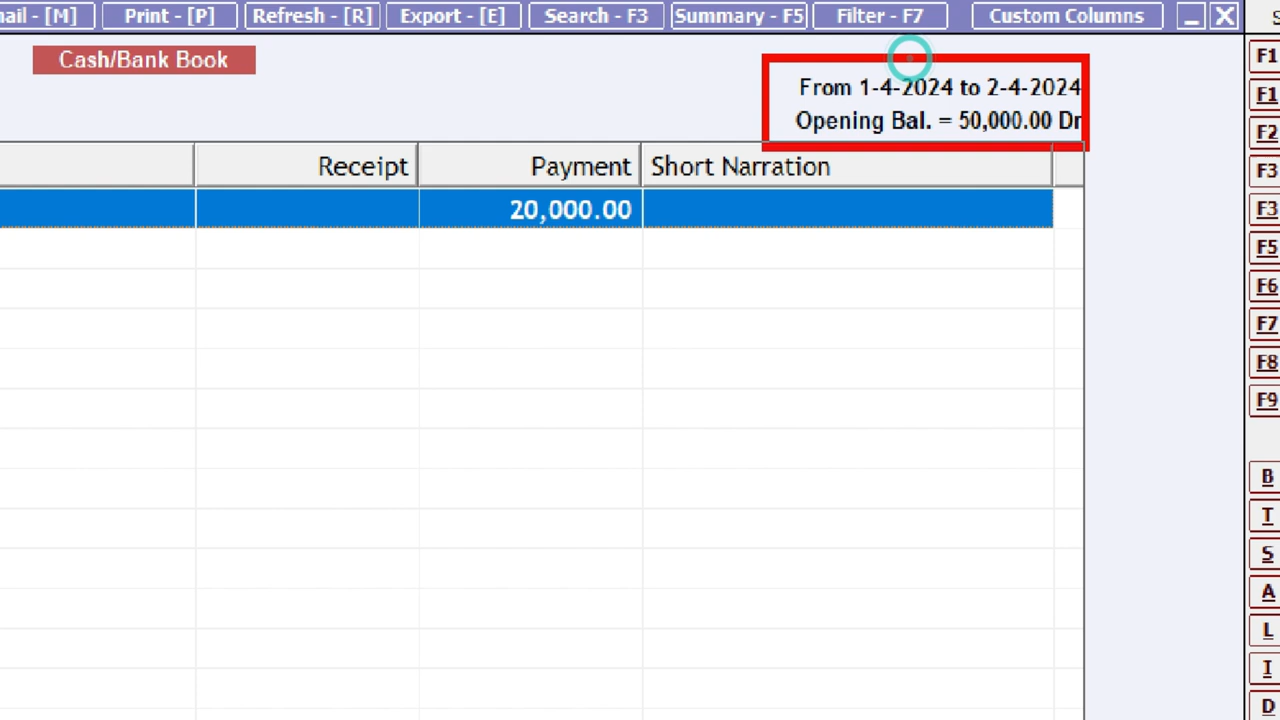 ail - [M] Print - [P] Refresh - [R] Export - [E] Search - F3 Summary - F5 Filter - F7 Custom Columns
Cash/Bank Book
From 1-4-2024 to 2-4-2024
Opening Bal. = 50,000.00 Dr
Receipt Payment Short Narration
20,000.00
F1
F1
F2
F3
F3
F5
F6
F7
F8
F9
B
T
S
A
L
I
D